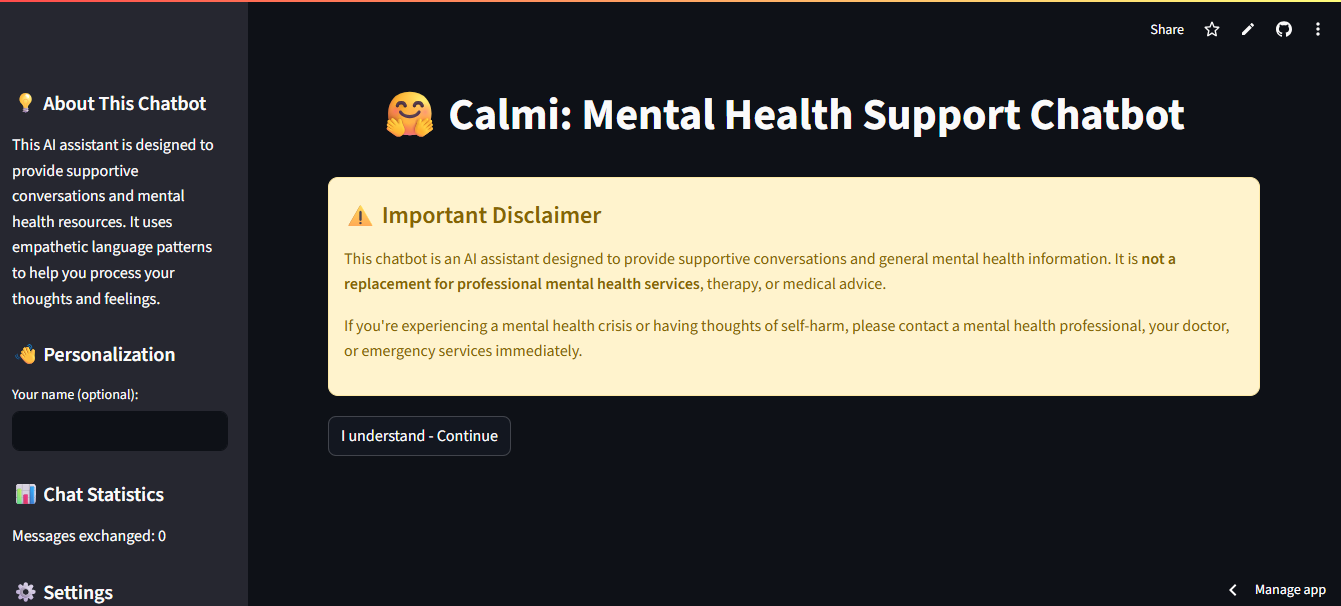 Share
💡 About This Chatbot
This AI assistant is designed to
provide supportive
conversations and mental
health resources. It uses
empathetic language patterns
to help you process your
thoughts and feelings.
👋 Personalization
Your name (optional):
📊 Chat Statistics
Messages exchanged: 0
⚙️ Settings
🤗 Calmi: Mental Health Support Chatbot
⚠️ Important Disclaimer
This chatbot is an AI assistant designed to provide supportive conversations and general mental health information. It is not a
replacement for professional mental health services, therapy, or medical advice.
If you're experiencing a mental health crisis or having thoughts of self-harm, please contact a mental health professional, your doctor,
or emergency services immediately.
I understand - Continue
Manage app